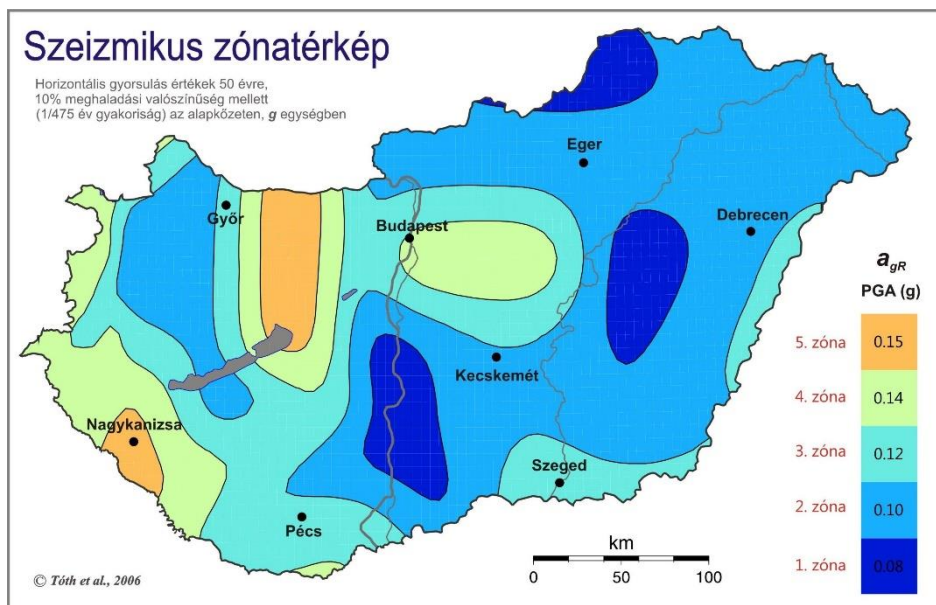 Szeizmikus zónatérkép
Horizontális gyorsulás értékek 50 évre,
10% meghaladási valószínűség mellett
(1/475 év gyakoriság) az alapkőzeten, g egységben
Eger
Győr
Budapest
Debrecen
Kecskemét
Nagykanizsa
Szeged
Pécs
a_gR
PGA (g)
5. zóna 0.15
4. zóna 0.14
3. zóna 0.12
2. zóna 0.10
1. zóna 0.08
km
0 50 100
© Tóth et al., 2006